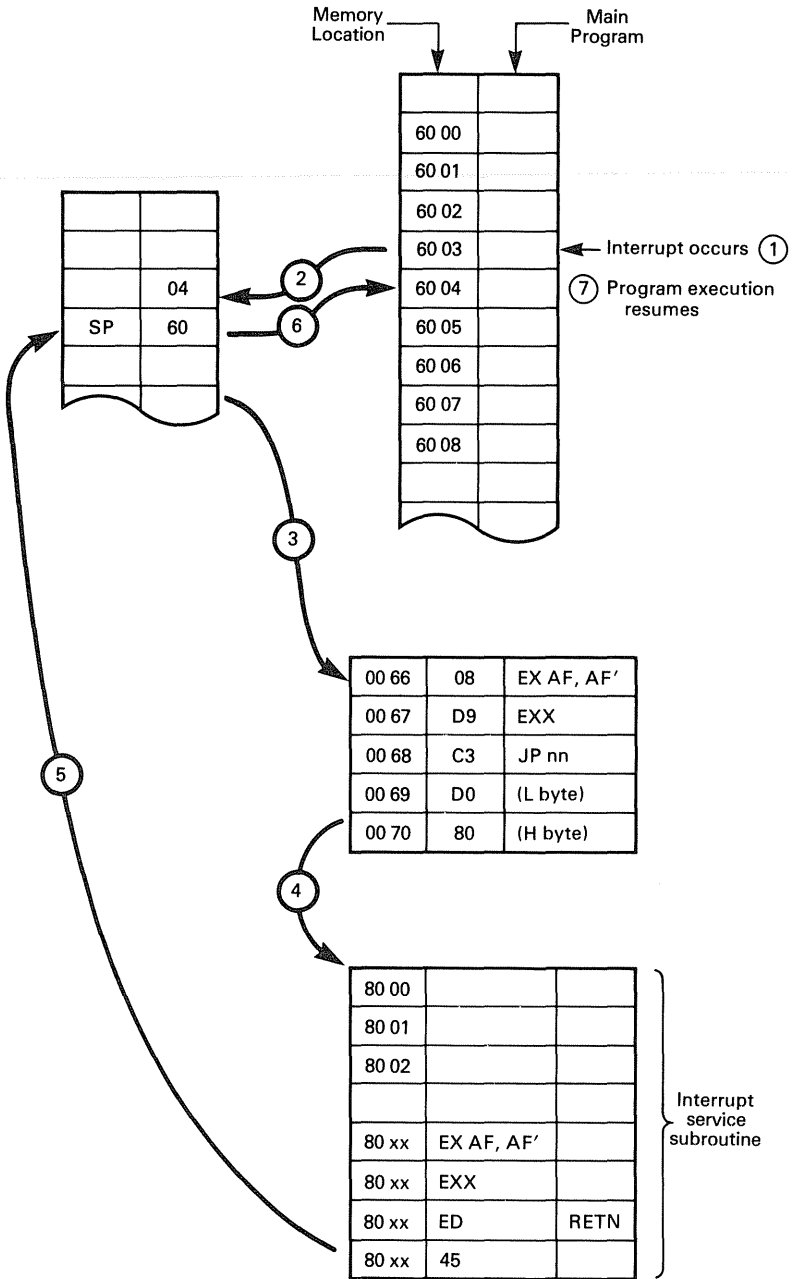 Memory
Location
Main
Program
60 00
60 01
60 02
60 03
Interrupt occurs 1
2
04
60 04
7 Program execution
resumes
SP 60
6
60 05
60 06
60 07
60 08
3
00 66 08 EX AF, AF′
00 67 D9 EXX
00 68 C3 JP nn
00 69 D0 (L byte)
00 70 80 (H byte)
5
4
80 00
80 01
80 02
Interrupt
service
subroutine
80 xx EX AF, AF′
80 xx EXX
80 xx ED RETN
80 xx 45